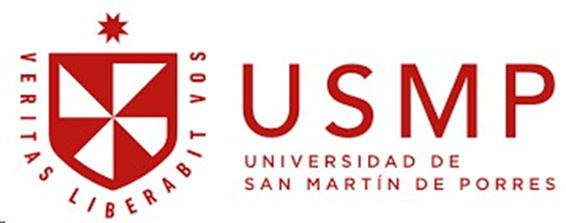 VERITAS LIBERABIT VOS
USMP
UNIVERSIDAD DE
SAN MARTÍN DE PORRES